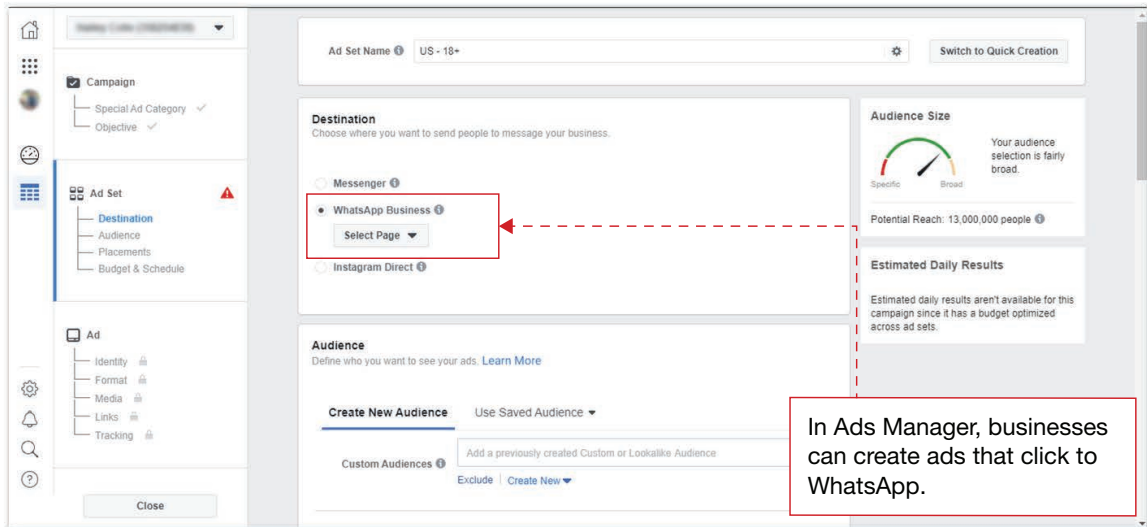 Ad Set Name
US - 18+
Switch to Quick Creation
Campaign
Special Ad Category
Objective
Ad Set
Destination
Audience
Placements
Budget & Schedule
Ad
Identity
Format
Media
Links
Tracking
Close
Destination
Choose where you want to send people to message your business.
Messenger
WhatsApp Business
Select Page
Instagram Direct
Audience
Define who you want to see your ads. Learn More
Create New Audience
Use Saved Audience
Custom Audiences
Add a previously created Custom or Lookalike Audience
Exclude
Create New
Audience Size
Your audience
selection is fairly
broad.
Specific
Broad
Potential Reach: 13,000,000 people
Estimated Daily Results
Estimated daily results aren't available for this
campaign since it has a budget optimized
across ad sets.
In Ads Manager, businesses
can create ads that click to
WhatsApp.